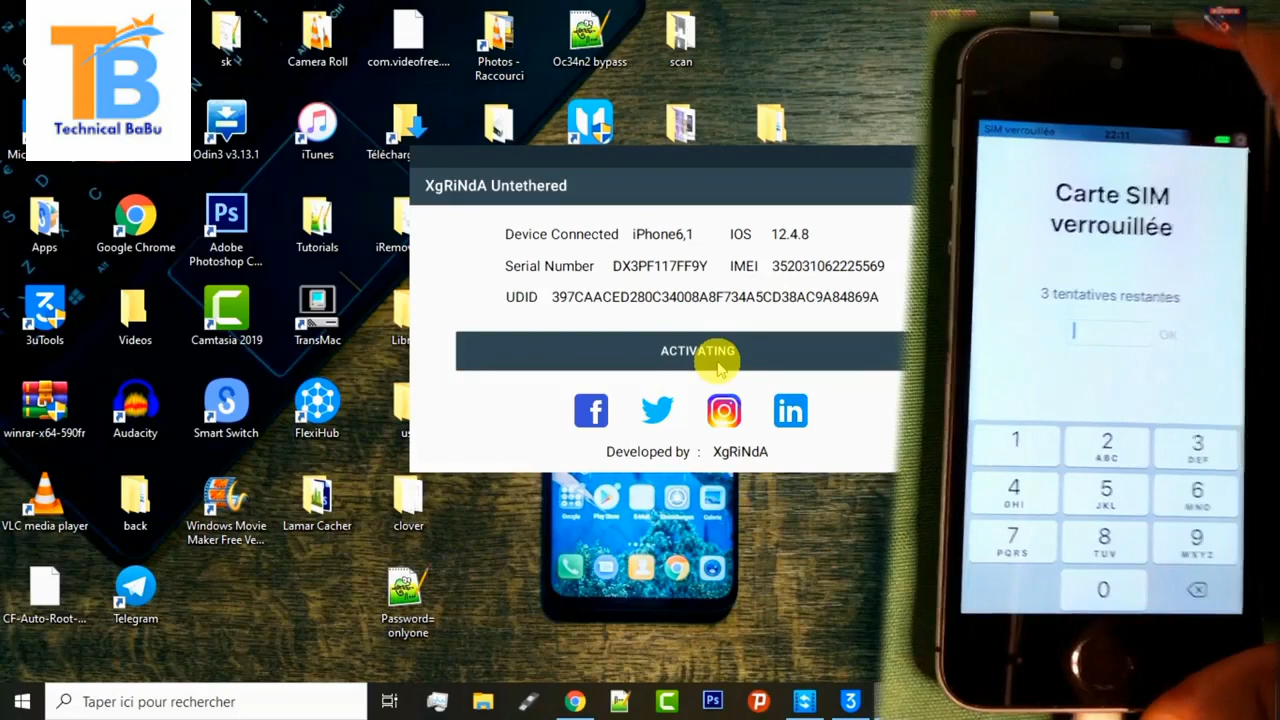 TB
Technical BaBu
sk
Camera Roll
com.videofree....
Photos -
Raccourci
Oc34n2 bypass
scan
Odin3 v3.13.1
iTunes
Apps
Google Chrome
Adobe
Photoshop C...
Tutorials
3uTools
Videos
Camtasia 2019
TransMac
winrar-x64-590fr
Audacity
Smart Switch
FlexiHub
VLC media player
back
Windows Movie
Maker Free Ve...
Lamar Cacher
clover
CF-Auto-Root-...
Telegram
Password=
onlyone
XgRiNdA Untethered
Device Connected iPhone6,1 IOS 12.4.8
Serial Number DX3PF117FF9Y IMEI 352031062225569
UDID 397CAACED280C34008A8F734A5CD38AC9A84869A
ACTIVATING
Developed by : XgRiNdA
Taper ici pour rechercher
SIM verrouillée 22:11
Carte SIM
verrouillée
3 tentatives restantes
OK
1 2 3
ABC DEF
4 5 6
GHI JKL MNO
7 8 9
PQRS TUV WXYZ
0